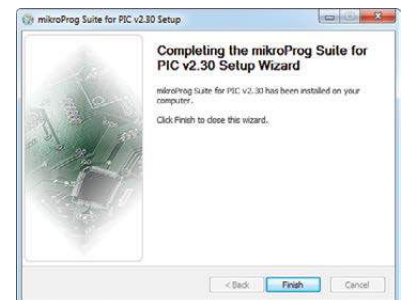 mikroProg Suite for PIC v2.30 Setup
Completing the mikroProg Suite for
PIC v2.30 Setup Wizard
mikroProg Suite for PIC v2.30 has been installed on your
computer.
Click Finish to close this wizard.
< Back Finish Cancel